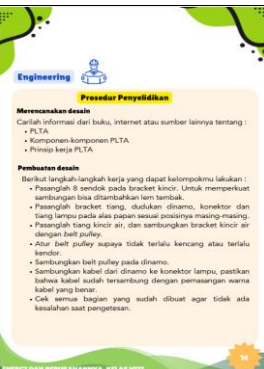 Engineering
Prosedur Penyelidikan
Merencanakan desain
Carilah informasi dari buku, internet atau sumber lainnya tentang :
• PLTA
• Komponen-komponen PLTA
• Prinsip kerja PLTA
Pembuatan desain
Berikut langkah-langkah kerja yang dapat kelompokmu lakukan :
• Pasanglah 8 sendok pada bracket kincir. Untuk memperkuat
sambungan bisa ditambahkan lem tembak.
• Pasanglah bracket tiang, dudukan dinamo, konektor dan
tiang lampu pada alas papan sesuai posisinya masing-masing.
• Pasanglah tiang kincir air, dan sambungkan bracket kincir air
dengan belt pulley.
• Atur belt pulley supaya tidak terlalu kencang atau terlalu
kendor.
• Sambungkan belt pulley pada dinamo.
• Sambungkan kabel dari dinamo ke konektor lampu, pastikan
bahwa kabel sudah tersambung dengan pemasangan warna
kabel yang benar.
• Cek semua bagian yang sudah dibuat agar tidak ada
kesalahan saat pengetesan.
14